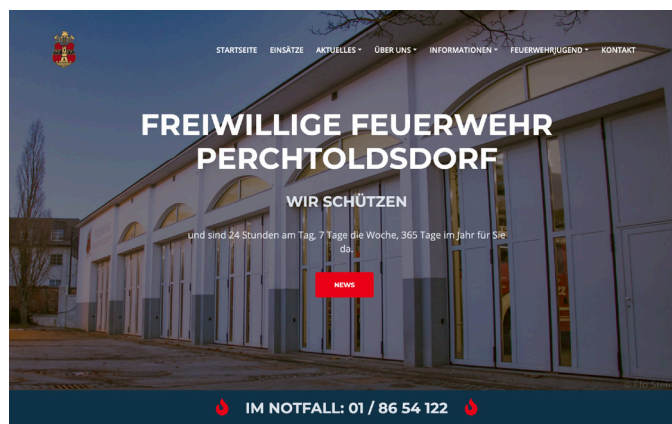 STARTSEITE EINSÄTZE AKTUELLES ÜBER UNS INFORMATIONEN FEUERWEHRJUGEND KONTAKT
FREIWILLIGE FEUERWEHR
PERCHTOLDSDORF
WIR SCHÜTZEN
und sind 24 Stunden am Tag, 7 Tage die Woche, 365 Tage im Jahr für Sie
da.
NEWS
IM NOTFALL: 01 / 86 54 122